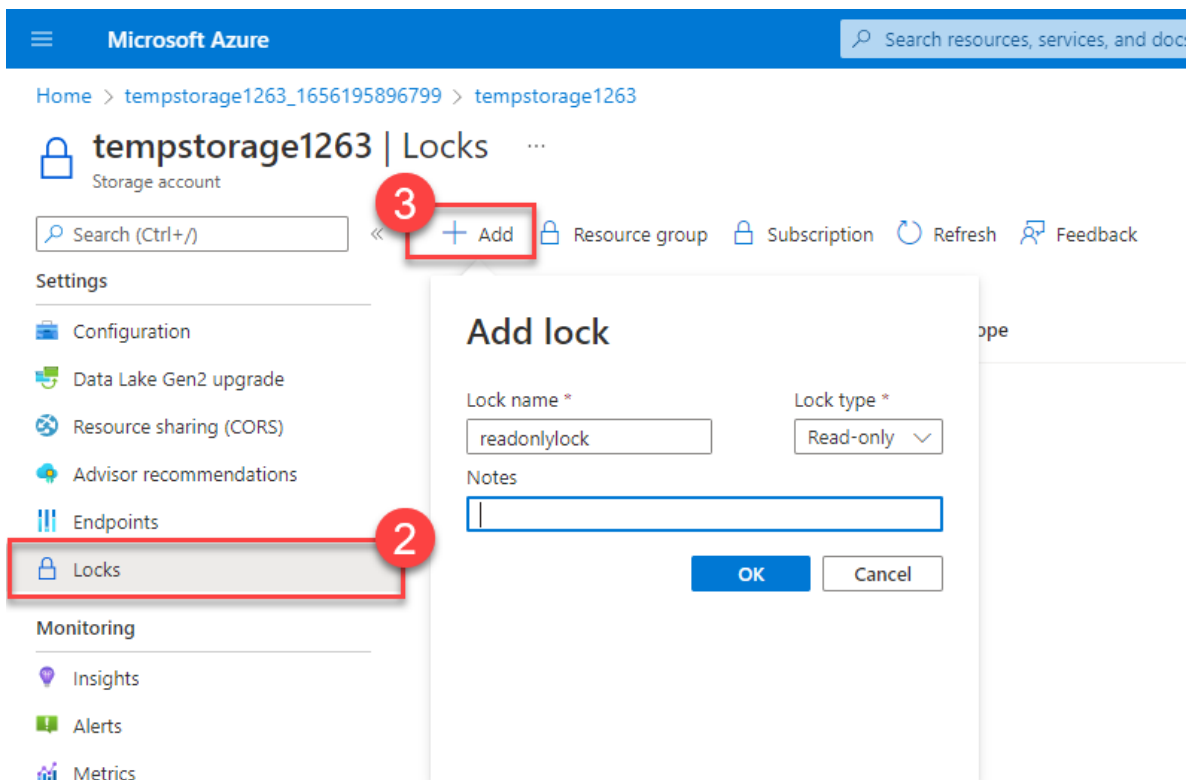 Microsoft Azure
Search resources, services, and docs
Home > tempstorage1263_1656195896799 > tempstorage1263
tempstorage1263 | Locks ...
Storage account
3
Search (Ctrl+/)
«
+ Add
Resource group
Subscription
Refresh
Feedback
Settings
Configuration
Data Lake Gen2 upgrade
Resource sharing (CORS)
Advisor recommendations
Endpoints
2
Locks
Monitoring
Insights
Alerts
Metrics
Add lock
ope
Lock name *
Lock type *
readonlylock
Read-only
Notes
OK
Cancel